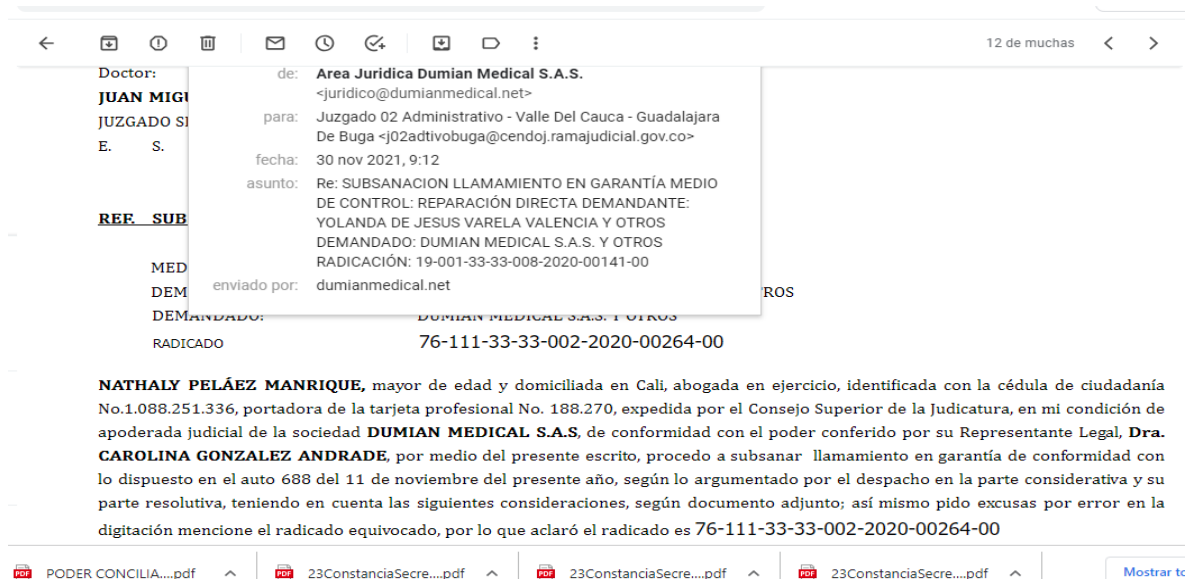 12 de muchas
Doctor:
de: Area Juridica Dumian Medical S.A.S.
<juridico@dumianmedical.net>
JUAN
para: Juzgado 02 Administrativo - Valle Del Cauca - Guadalajara
JUZGADO
De Buga <j02adtivobuga@cendoj.ramajudicial.gov.co>
E. S.
fecha: 30 nov 2021, 9:12
asunto: Re: SUBSANACION LLAMAMIENTO EN GARANTÍA MEDIO
DE CONTROL: REPARACIÓN DIRECTA DEMANDANTE:
REF. SUB
YOLANDA DE JESUS VARELA VALENCIA Y OTROS
DEMANDADO: DUMIAN MEDICAL S.A.S. Y OTROS
RADICACIÓN: 19-001-33-33-008-2020-00141-00
MED
enviado por: dumianmedical.net
DEM ROS
DEMANDADO: DUMIAN MEDICAL S.A.S. Y OTROS
RADICADO 76-111-33-33-002-2020-00264-00
NATHALY PELÁEZ MANRIQUE, mayor de edad y domiciliada en Cali, abogada en ejercicio, identificada con la cédula de ciudadanía
No.1.088.251.336, portadora de la tarjeta profesional No. 188.270, expedida por el Consejo Superior de la Judicatura, en mi condición de
apoderada judicial de la sociedad DUMIAN MEDICAL S.A.S, de conformidad con el poder conferido por su Representante Legal, Dra.
CAROLINA GONZALEZ ANDRADE, por medio del presente escrito, procedo a subsanar llamamiento en garantía de conformidad con
lo dispuesto en el auto 688 del 11 de noviembre del presente año, según lo argumentado por el despacho en la parte considerativa y su
parte resolutiva, teniendo en cuenta las siguientes consideraciones, según documento adjunto; así mismo pido excusas por error en la
digitación mencione el radicado equivocado, por lo que aclaró el radicado es 76-111-33-33-002-2020-00264-00
PODER CONCILIA....pdf 23ConstanciaSecre....pdf 23ConstanciaSecre....pdf 23ConstanciaSecre....pdf Mostrar to